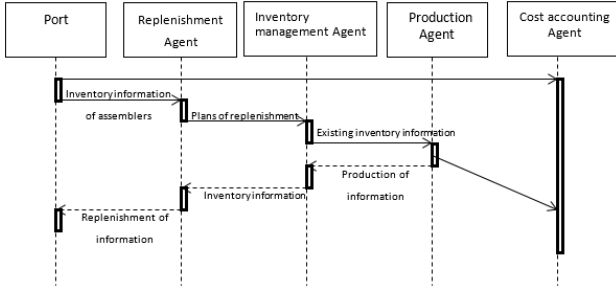 Port
Replenishment
Agent
Inventory
management Agent
Production
Agent
Cost accounting
Agent
Inventory information
of assemblers
Plans of replenishment
Existing inventory information
Production of
information
Inventory information
Replenishment of
information